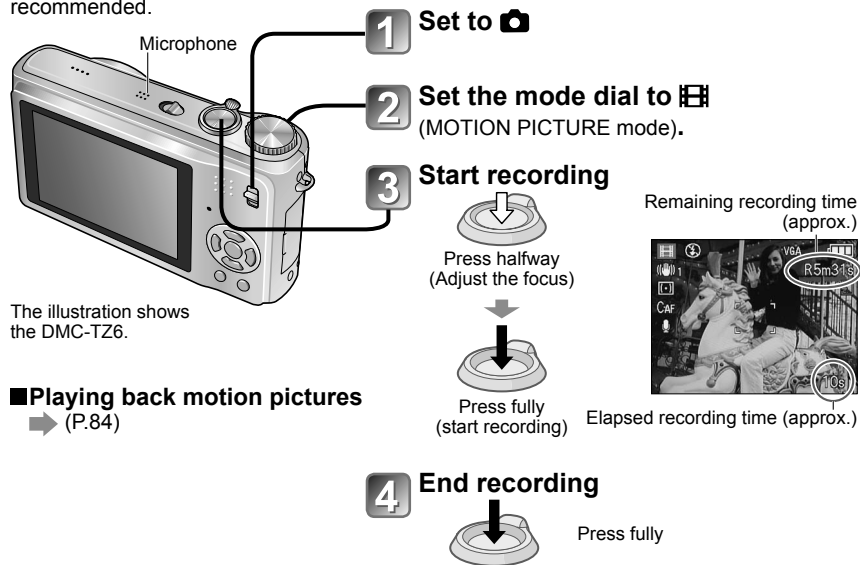 recommended.
Microphone
The illustration shows
the DMC-TZ6.
■Playing back motion pictures
(P.84)
1 Set to
2 Set the mode dial to
(MOTION PICTURE mode).
3 Start recording
Press halfway
(Adjust the focus)
Press fully
(start recording)
Remaining recording time
(approx.)
VGA
R5m31s
1
C-AF
10s
Elapsed recording time (approx.)
4 End recording
Press fully